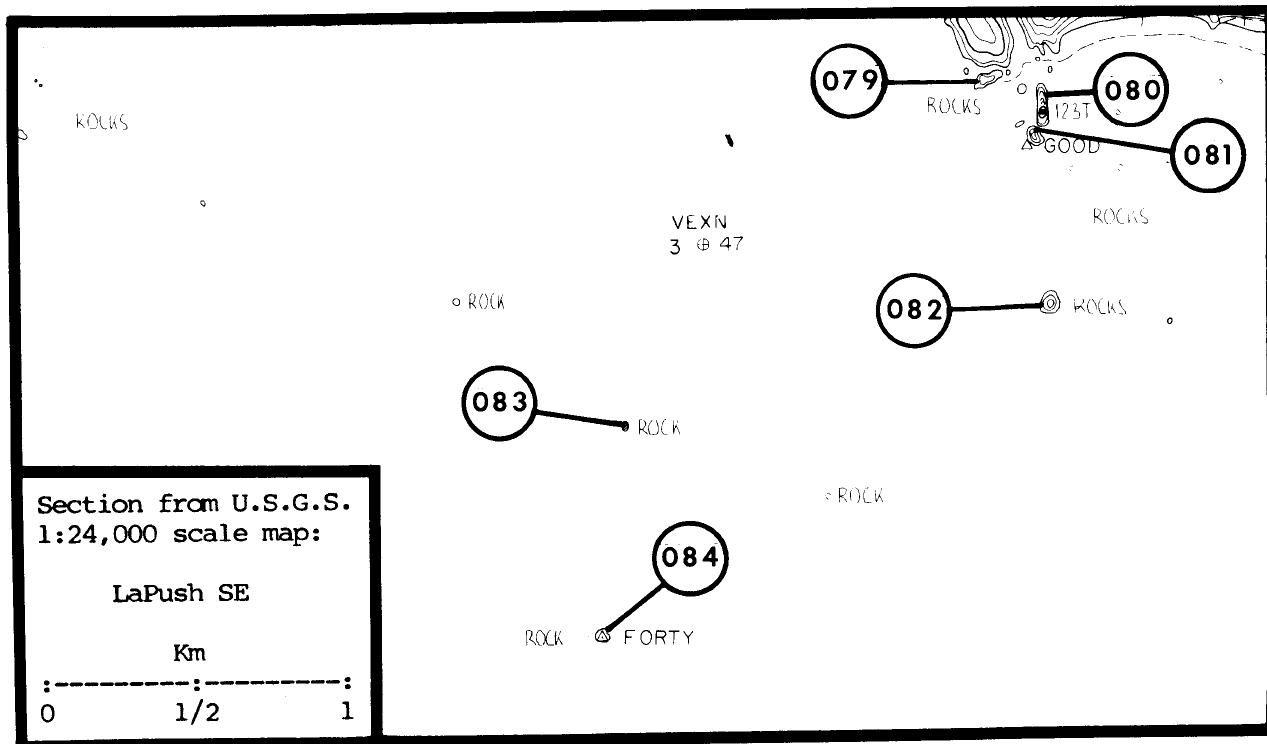 079
080
ROCKS
123T
ROCKS
GOOD
081
ROCKS
VEXN
3 ⊕ 47
ROCK
082
ROCKS
083
ROCK
ROCK
084
ROCK
FORTY
Section from U.S.G.S.
1:24,000 scale map:
LaPush SE
Km
:----------:----------:
0 1/2 1